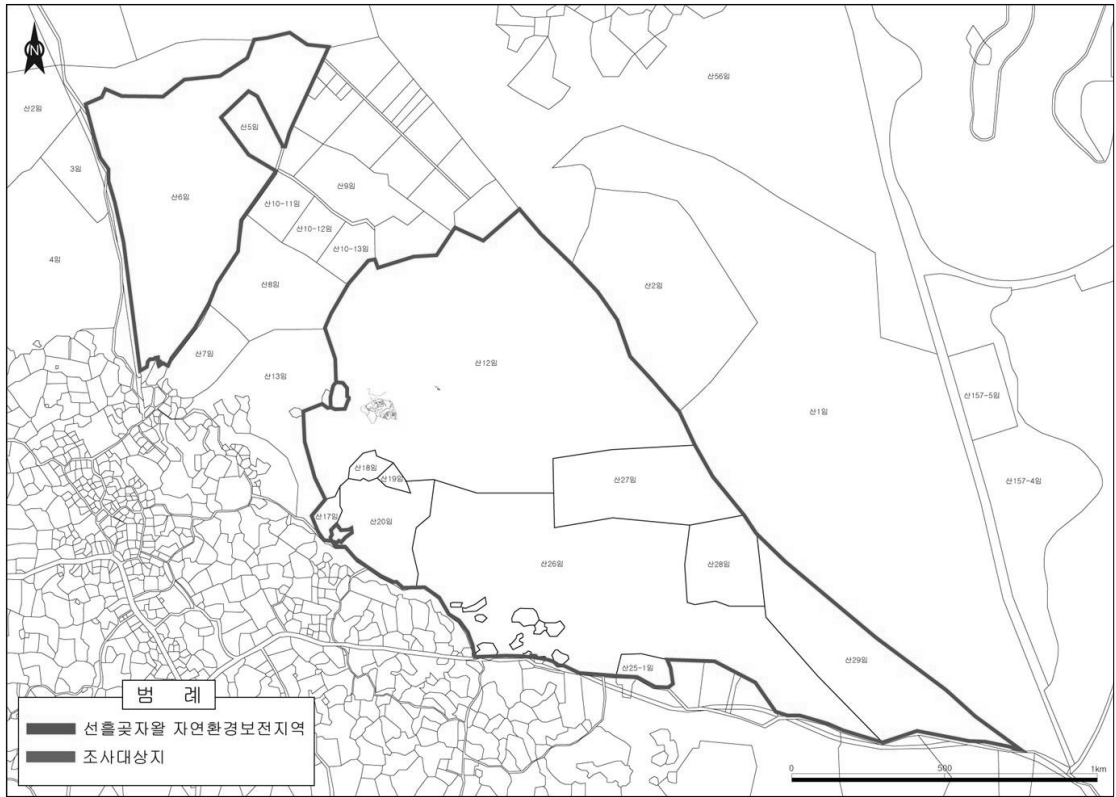 N
산56임
산2임
산5임
3임
산9임
산6임
산10-11임
산10-12임
산10-13임
4임
산8임
산2임
산7임
산12임
산13임
산157-5임
산1임
산18임
산19임
산27임
산157-4임
산17임
산20임
산26임
산28임
산29임
산25-1임
범 례
선흘곶자왈 자연환경보전지역
조사대상지
0 500 1km